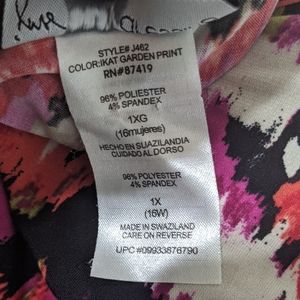 STYLE# J462
COLOR:IKAT GARDEN PRINT
RN#87419
96% POLIESTER
4% SPANDEX
1XG
(16mujeres)
HECHO EN SUAZILANDIA
CUIDADO AL DORSO
96% POLYESTER
4% SPANDEX
1X
(16W)
MADE IN SWAZILAND
CARE ON REVERSE
UPC #09933876790